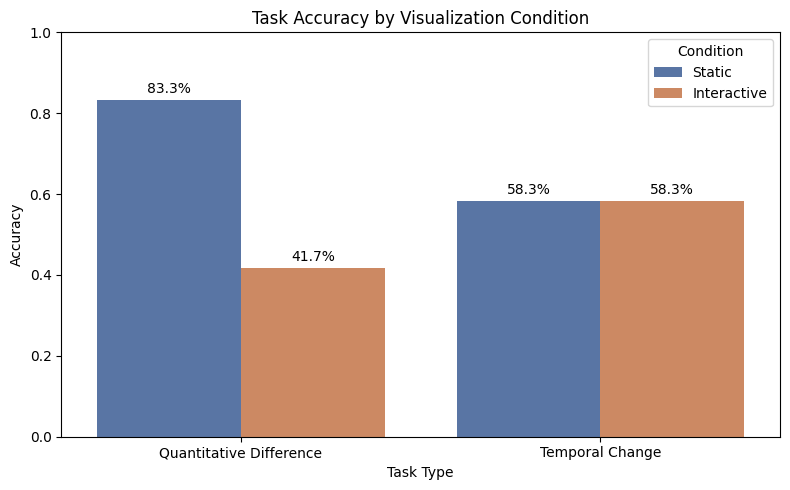 Task Accuracy by Visualization Condition
1.0
0.8
0.6
0.4
0.2
0.0
Accuracy
83.3%
41.7%
58.3%
58.3%
Condition
Static
Interactive
Quantitative Difference
Temporal Change
Task Type